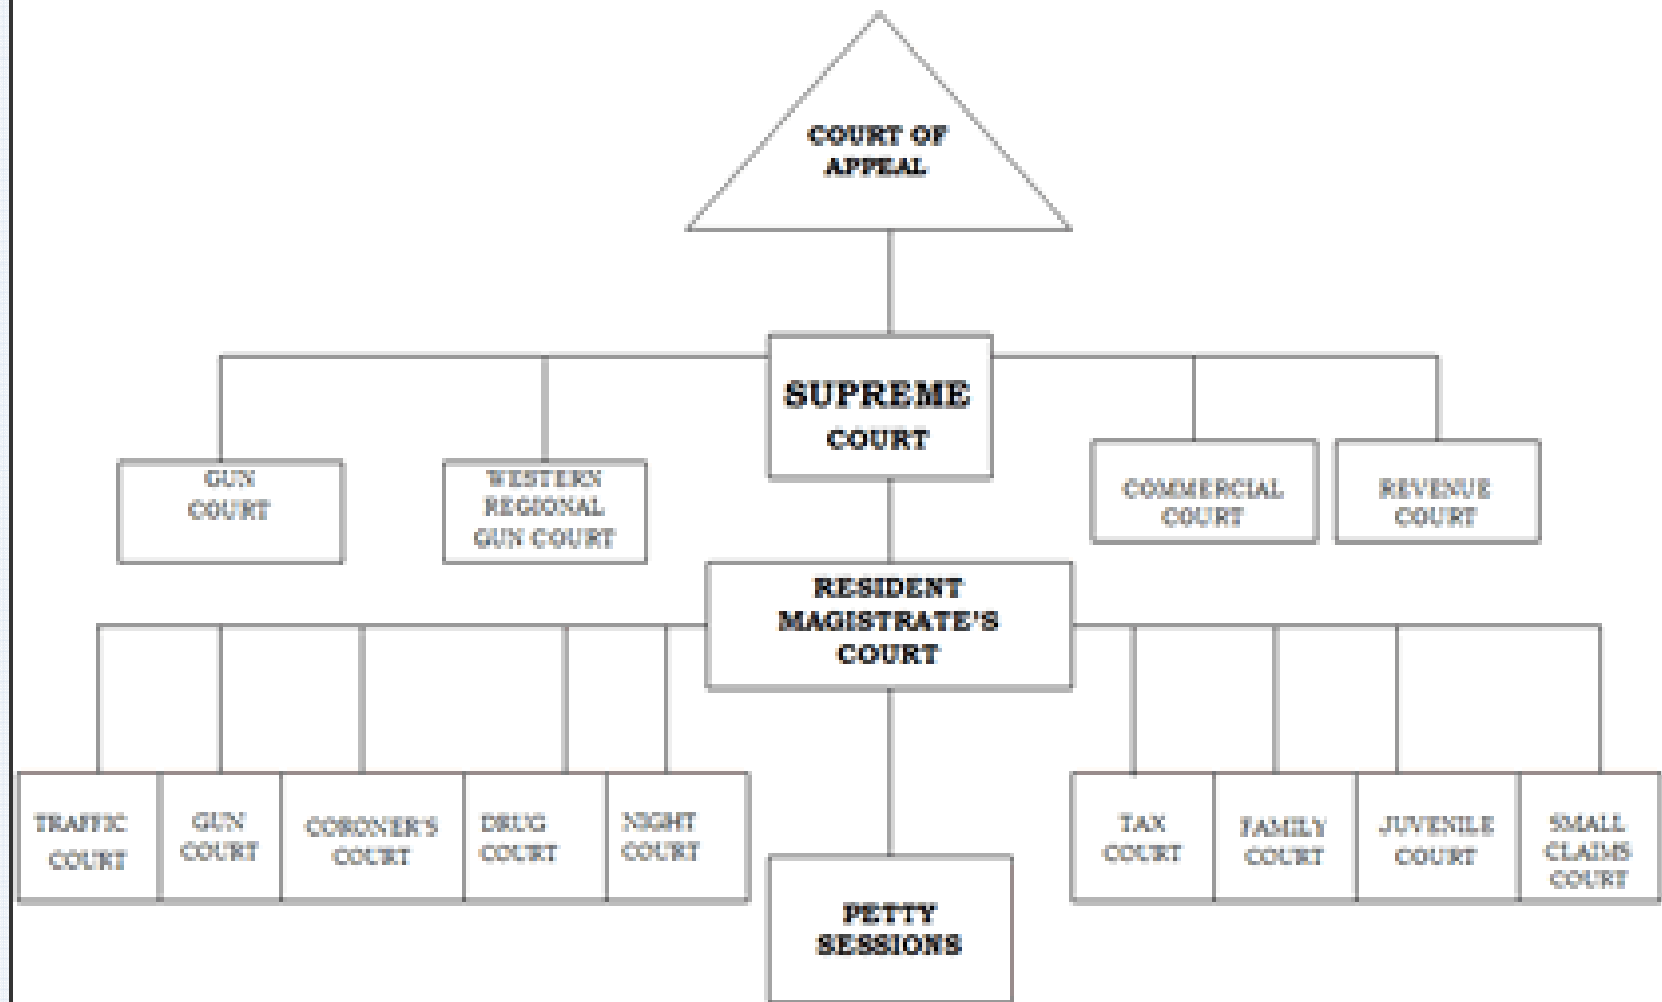 COURT OF
APPEAL
SUPREME
COURT
GUN
COURT
WESTERN
REGIONAL
GUN COURT
COMMERCIAL
COURT
REVENUE
COURT
RESIDENT
MAGISTRATE'S
COURT
TRAFFIC
COURT
GUN
COURT
CORONER'S
COURT
DRUG
COURT
NIGHT
COURT
TAX
COURT
FAMILY
COURT
JUVENILE
COURT
SMALL
CLAIMS
COURT
PETTY
SESSIONS